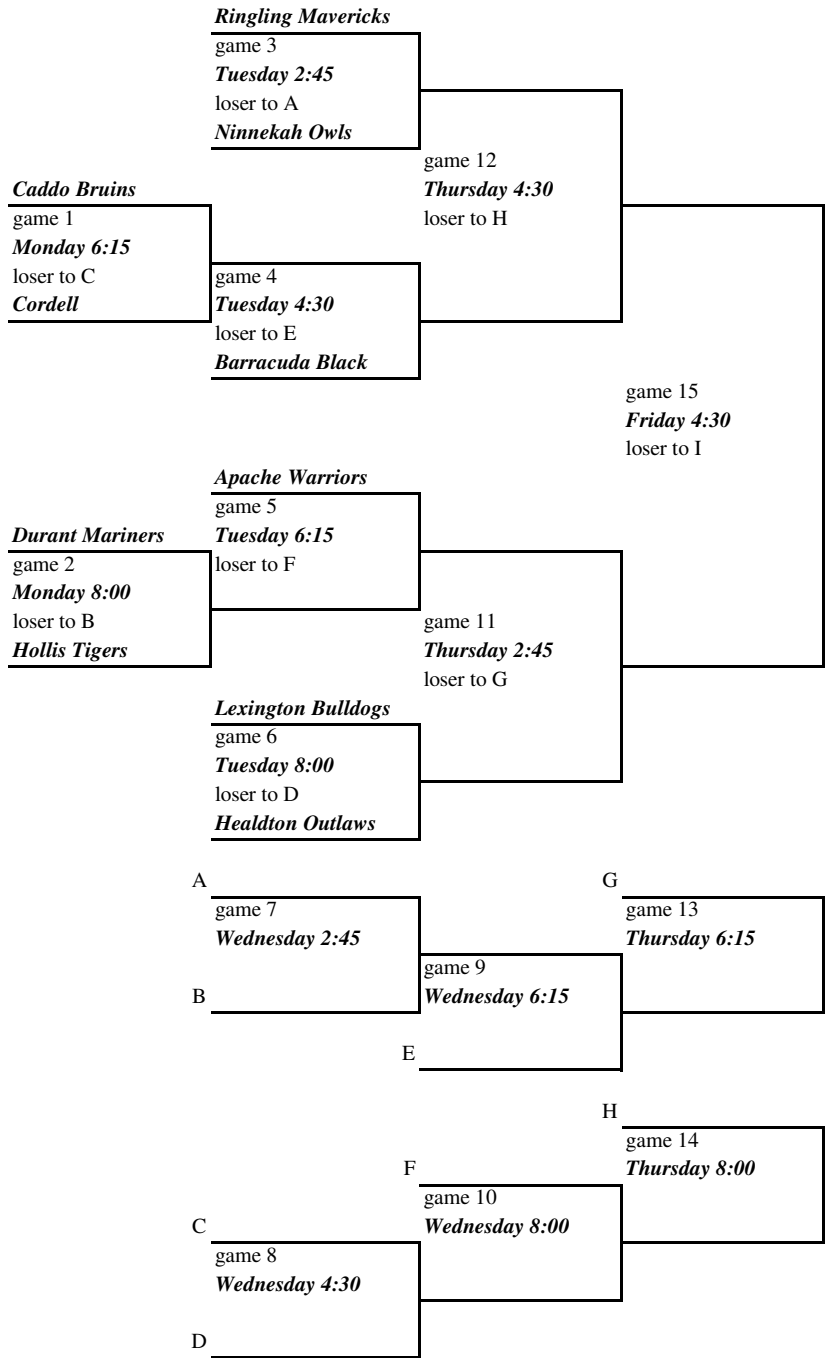 Ringling Mavericks
game 3
Tuesday 2:45
loser to A
Ninnekah Owls
game 12
Thursday 4:30
loser to H
Caddo Bruins
game 1
Monday 6:15
loser to C
Cordell
game 4
Tuesday 4:30
loser to E
Barracuda Black
game 15
Friday 4:30
loser to I
Apache Warriors
game 5
Tuesday 6:15
loser to F
Durant Mariners
game 2
Monday 8:00
loser to B
Hollis Tigers
game 11
Thursday 2:45
loser to G
Lexington Bulldogs
game 6
Tuesday 8:00
loser to D
Healdton Outlaws
A
game 7
Wednesday 2:45
B
game 9
Wednesday 6:15
E
G
game 13
Thursday 6:15
H
game 14
Thursday 8:00
F
game 10
Wednesday 8:00
C
game 8
Wednesday 4:30
D